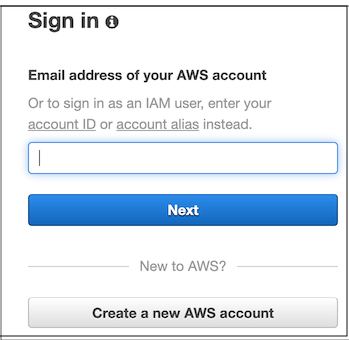 Sign in
Email address of your AWS account
Or to sign in as an IAM user, enter your
account ID or account alias instead.
Next
New to AWS?
Create a new AWS account